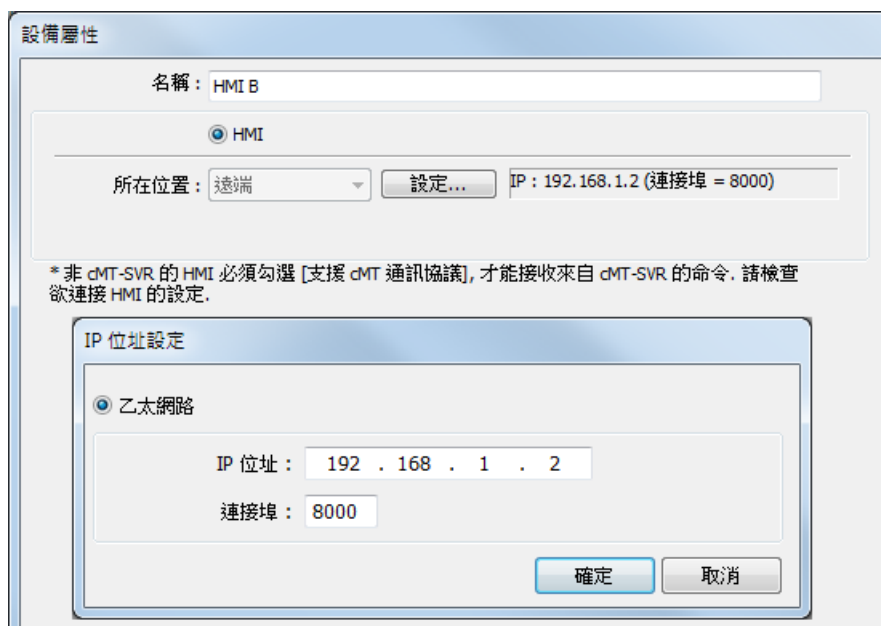 設備屬性
名稱： HMI B
HMI
所在位置： 遠端 設定... IP : 192.168.1.2 (連接埠 = 8000)
* 非 cMT-SVR 的 HMI 必須勾選 [支援 cMT 通訊協議], 才能接收來自 cMT-SVR 的命令. 請檢查
欲連接 HMI 的設定.
IP 位址設定
乙太網路
IP 位址： 192 . 168 . 1 . 2
連接埠： 8000
確定 取消